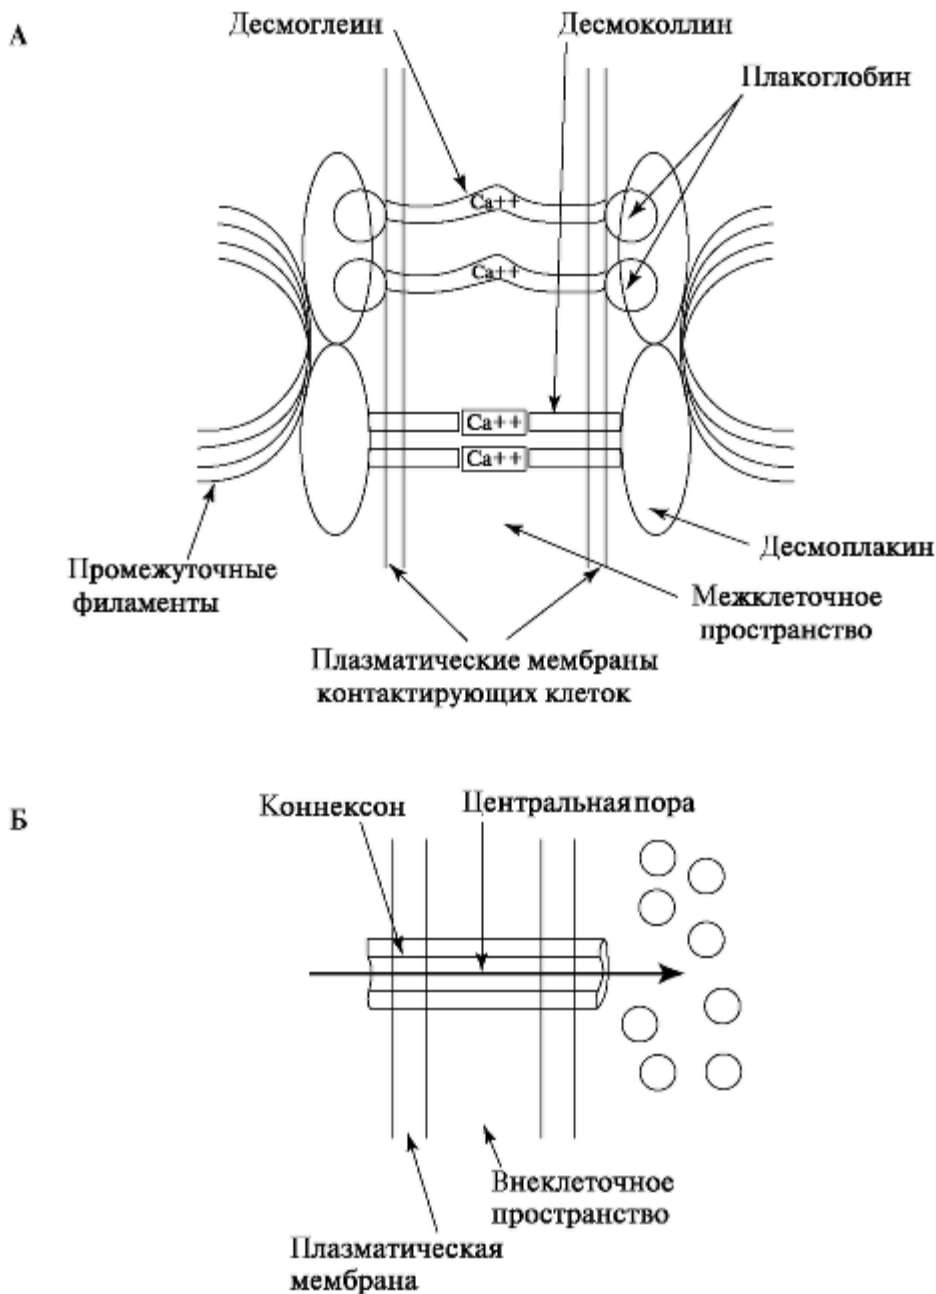 А
Десмоглеин
Десмоколлин
Плакоглобин
Ca++
Ca++
Ca++
Ca++
Промежуточные
филаменты
Десмоплакин
Межклеточное
пространство
Плазматические мембраны
контактирующих клеток
Б
Коннексон
Центральная пора
Внеклеточное
пространство
Плазматическая
мембрана